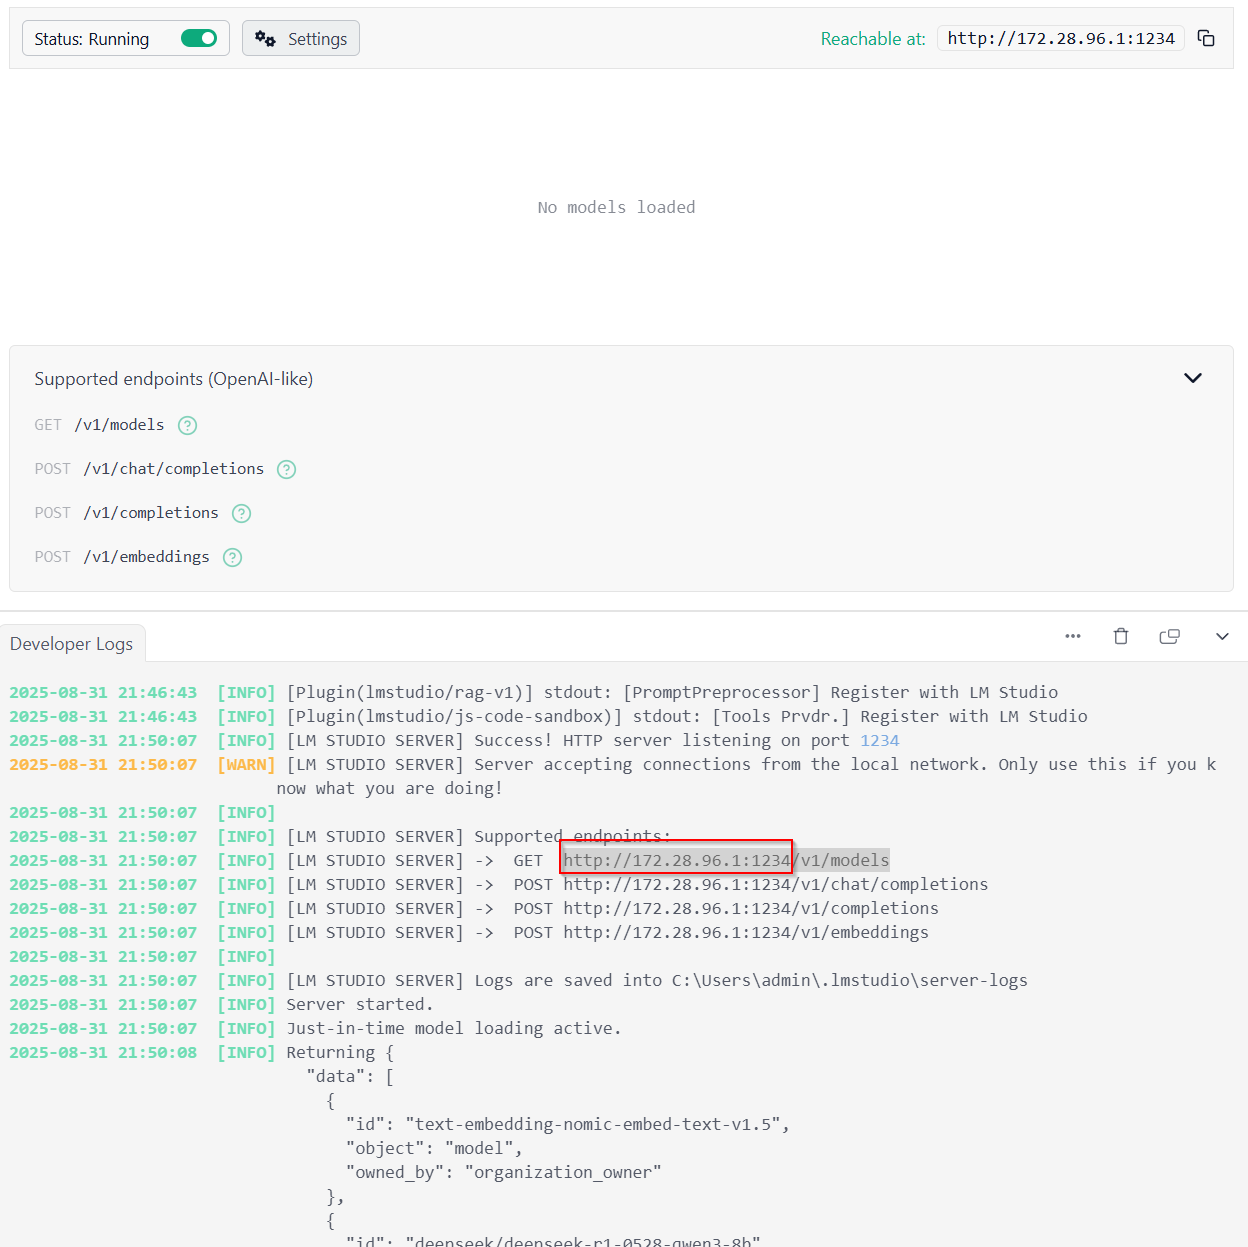 Status: Running
Settings
Reachable at: http://172.28.96.1:1234
No models loaded
Supported endpoints (OpenAI-like)
GET /v1/models ?
POST /v1/chat/completions ?
POST /v1/completions ?
POST /v1/embeddings ?
Developer Logs
2025-08-31 21:46:43 [INFO] [Plugin(lmstudio/rag-v1)] stdout: [PromptPreprocessor] Register with LM Studio
2025-08-31 21:46:43 [INFO] [Plugin(lmstudio/js-code-sandbox)] stdout: [Tools Prvdr.] Register with LM Studio
2025-08-31 21:50:07 [INFO] [LM STUDIO SERVER] Success! HTTP server listening on port 1234
2025-08-31 21:50:07 [WARN] [LM STUDIO SERVER] Server accepting connections from the local network. Only use this if you k
now what you are doing!
2025-08-31 21:50:07 [INFO]
2025-08-31 21:50:07 [INFO] [LM STUDIO SERVER] Supported endpoints:
2025-08-31 21:50:07 [INFO] [LM STUDIO SERVER] -> GET http://172.28.96.1:1234/v1/models
2025-08-31 21:50:07 [INFO] [LM STUDIO SERVER] -> POST http://172.28.96.1:1234/v1/chat/completions
2025-08-31 21:50:07 [INFO] [LM STUDIO SERVER] -> POST http://172.28.96.1:1234/v1/completions
2025-08-31 21:50:07 [INFO] [LM STUDIO SERVER] -> POST http://172.28.96.1:1234/v1/embeddings
2025-08-31 21:50:07 [INFO]
2025-08-31 21:50:07 [INFO] [LM STUDIO SERVER] Logs are saved into C:\Users\admin\.lmstudio\server-logs
2025-08-31 21:50:07 [INFO] Server started.
2025-08-31 21:50:07 [INFO] Just-in-time model loading active.
2025-08-31 21:50:08 [INFO] Returning {
"data": [
{
"id": "text-embedding-nomic-embed-text-v1.5",
"object": "model",
"owned_by": "organization_owner"
},
{
"id": "deepseek/deepseek-r1-0528-qwen3-8b"